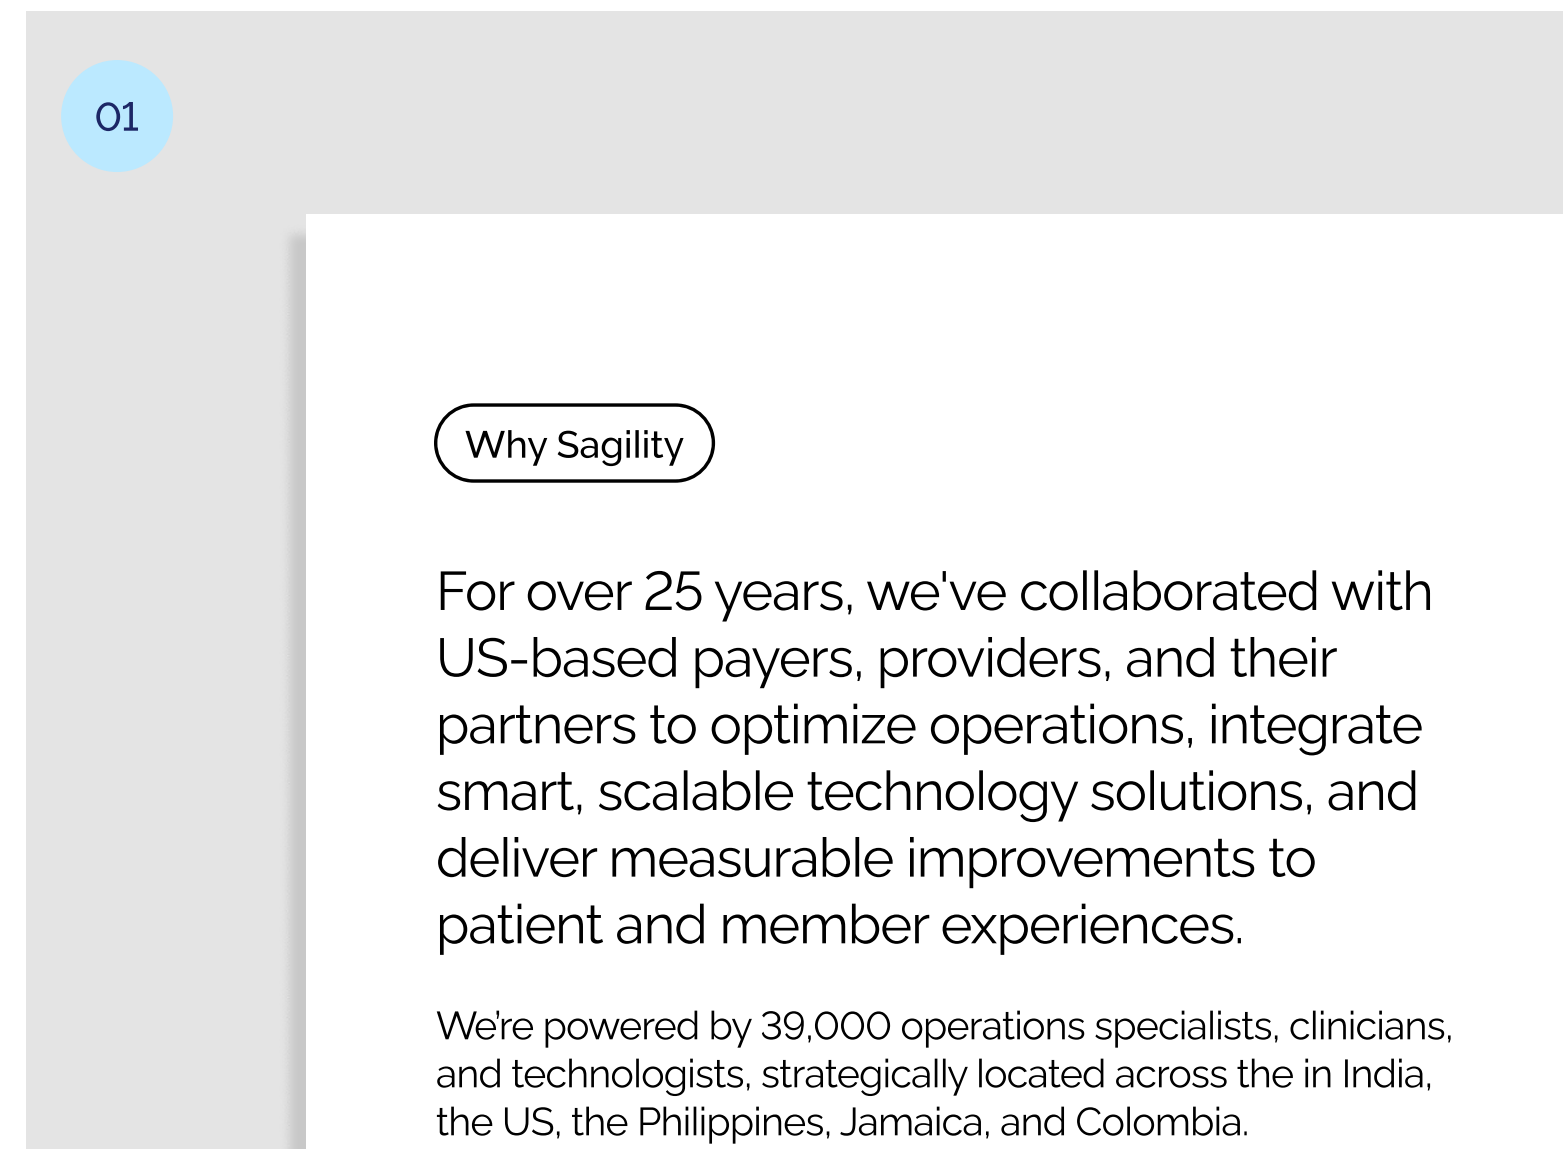 01
Why Sagility
For over 25 years, we've collaborated with
US-based payers, providers, and their
partners to optimize operations, integrate
smart, scalable technology solutions, and
deliver measurable improvements to
patient and member experiences.
We’re powered by 39,000 operations specialists, clinicians,
and technologists, strategically located across the in India,
the US, the Philippines, Jamaica, and Colombia.